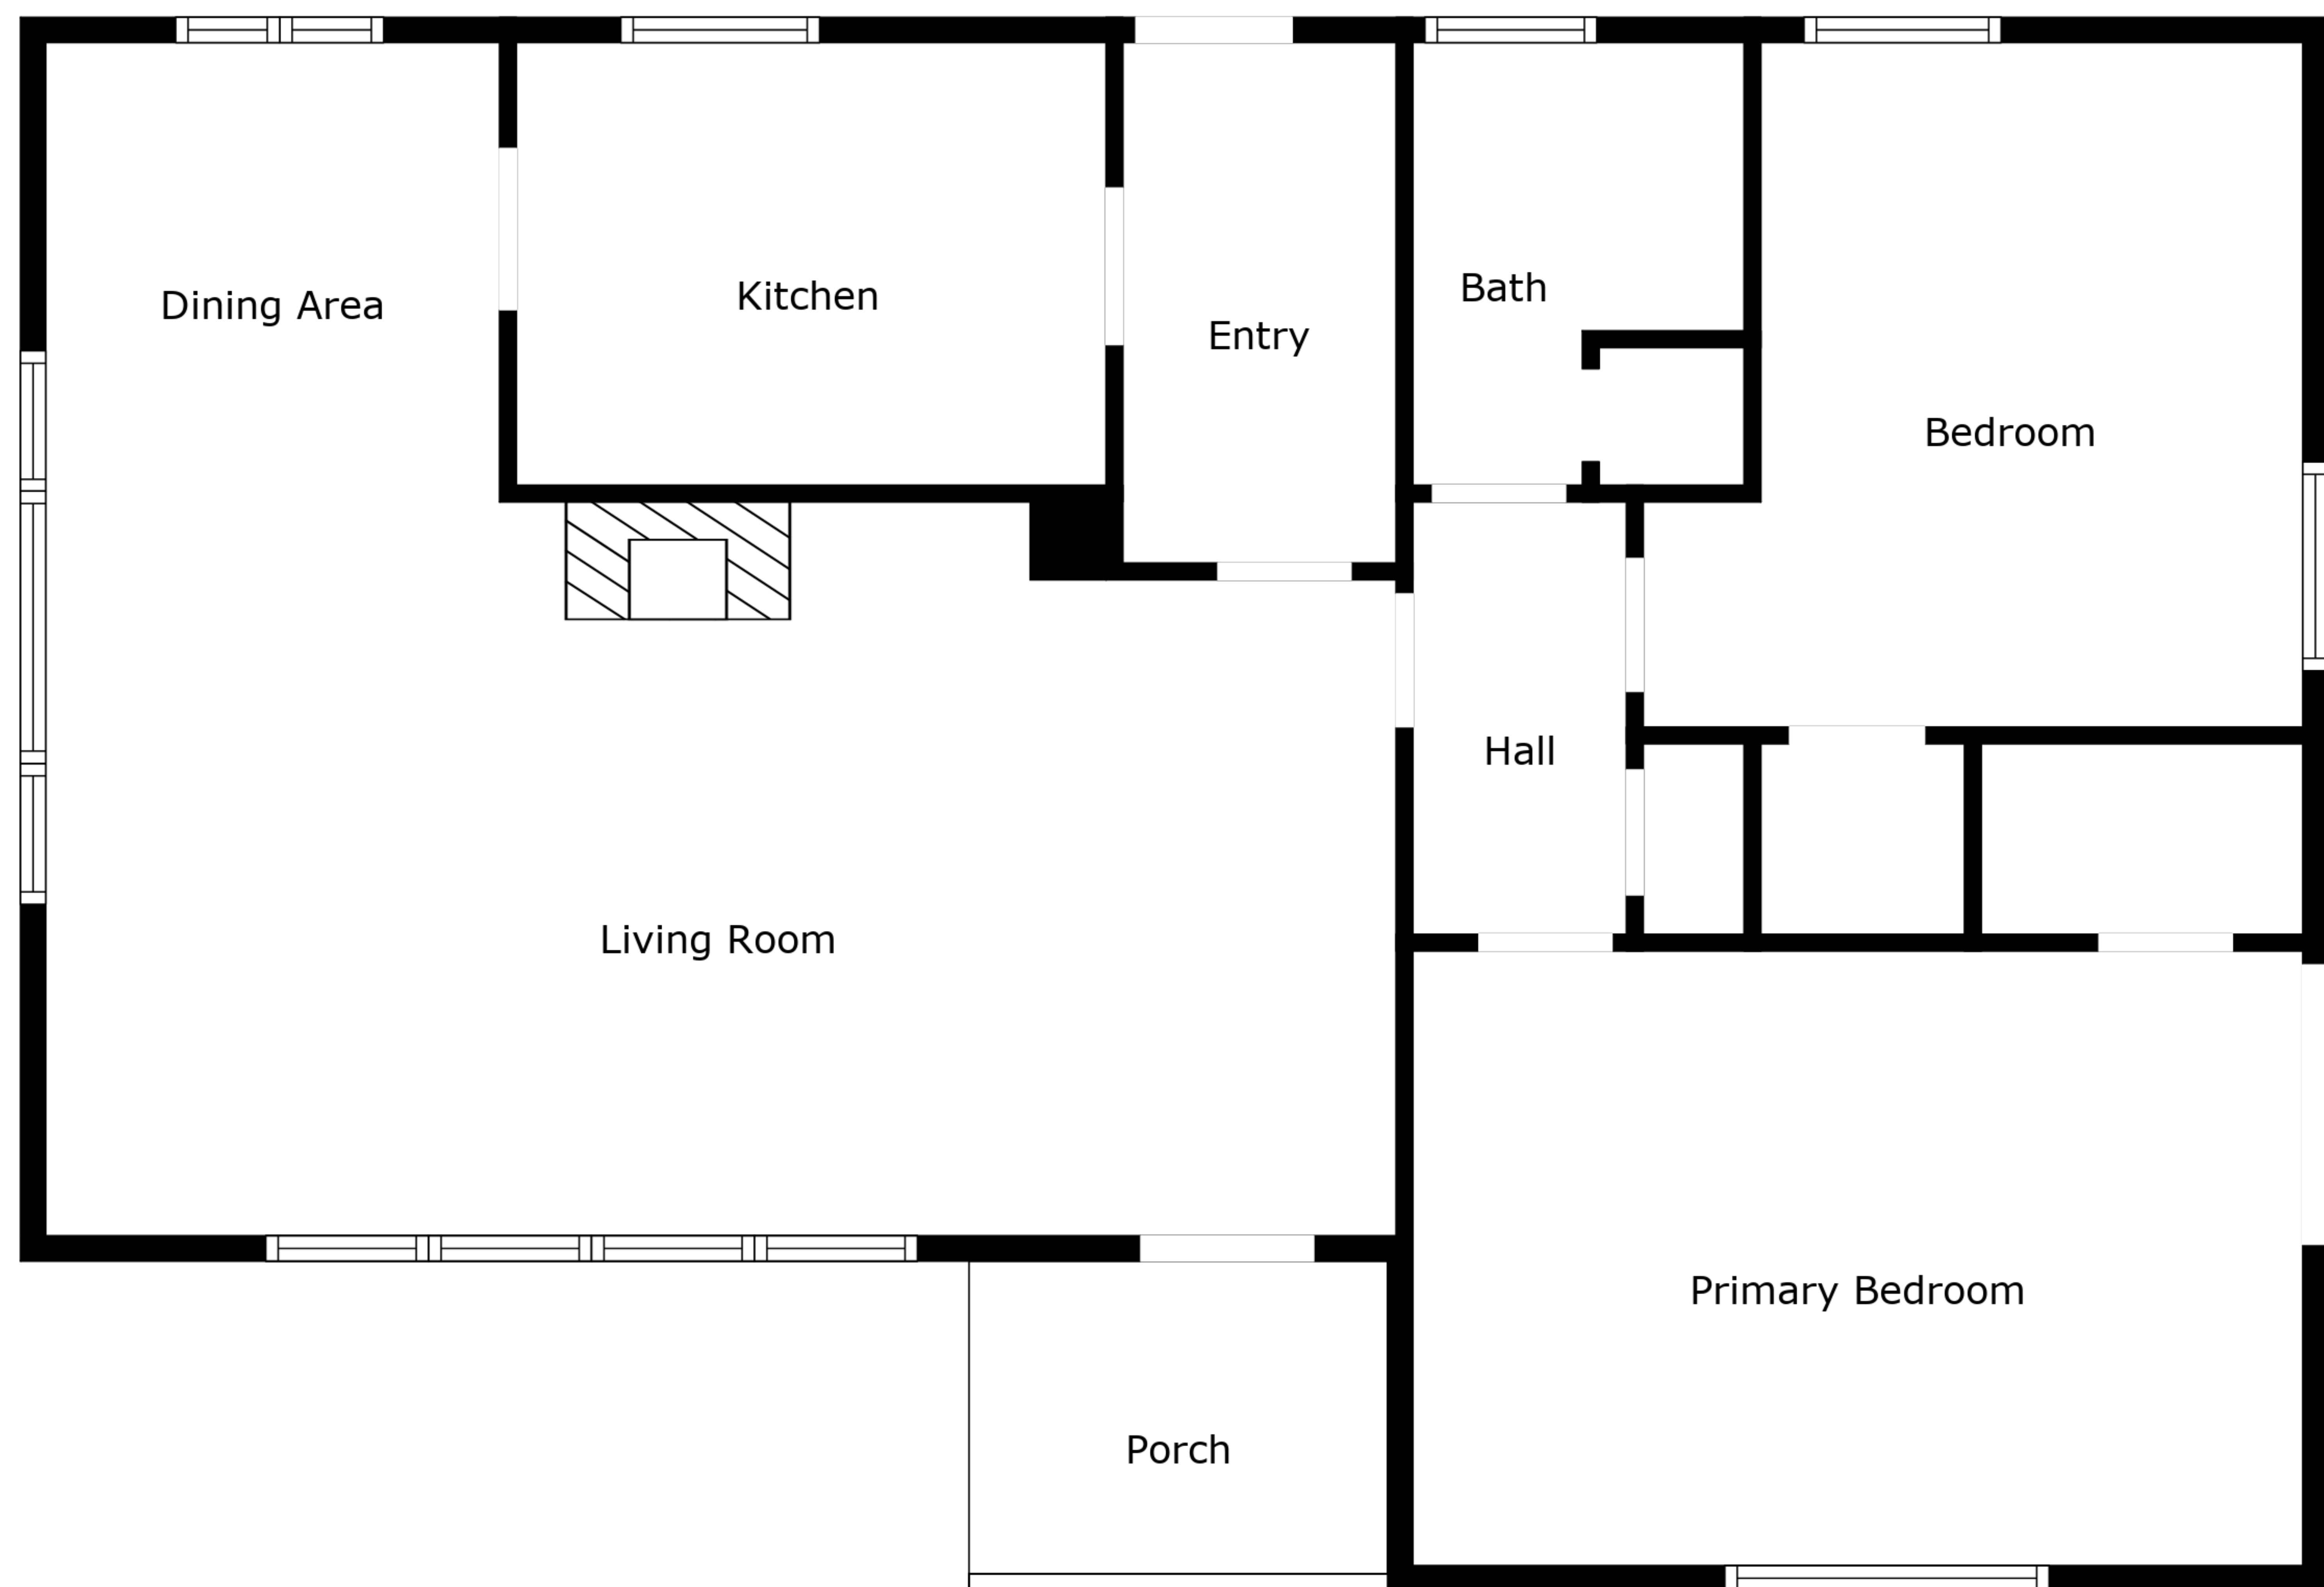 Dining Area
Kitchen
Entry
Bath
Bedroom
Hall
Living Room
Primary Bedroom
Porch